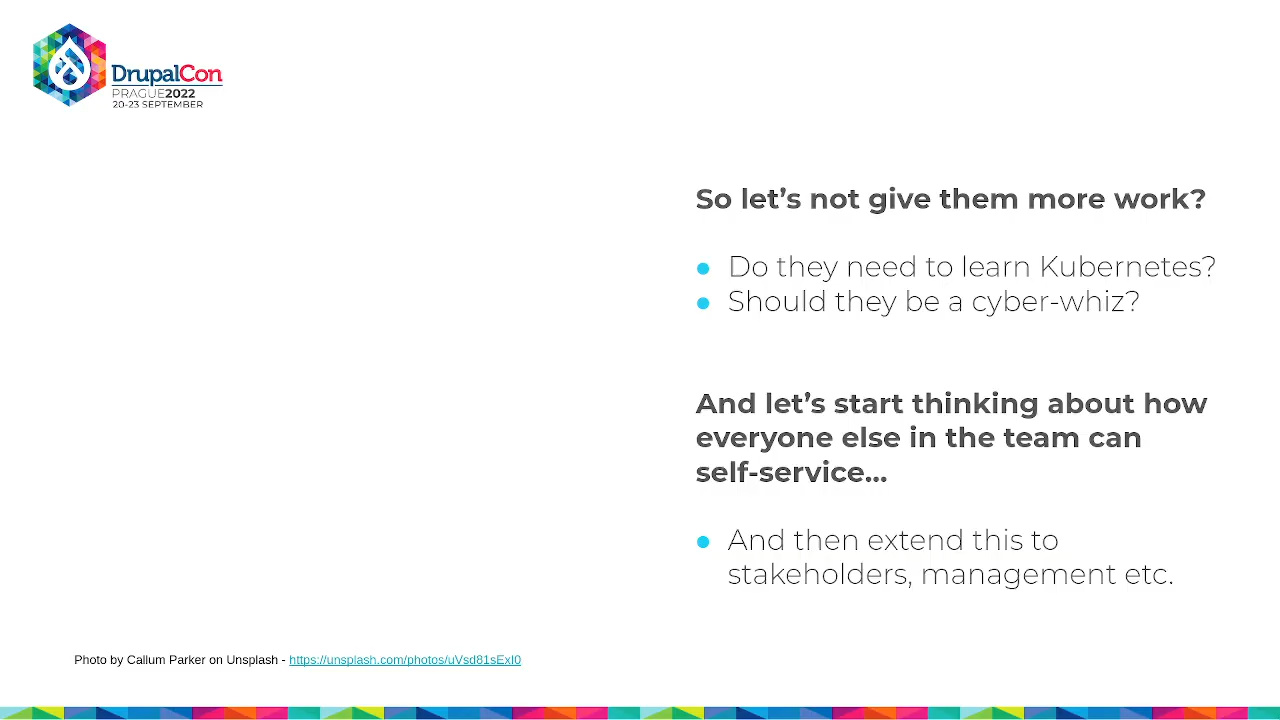 DrupalCon
PRAGUE2022
20-23 SEPTEMBER
So let's not give them more work?
● Do they need to learn Kubernetes?
● Should they be a cyber-whiz?
And let's start thinking about how
everyone else in the team can
self-service...
● And then extend this to
stakeholders, management etc.
Photo by Callum Parker on Unsplash - https://unsplash.com/photos/uVsd81sExI0